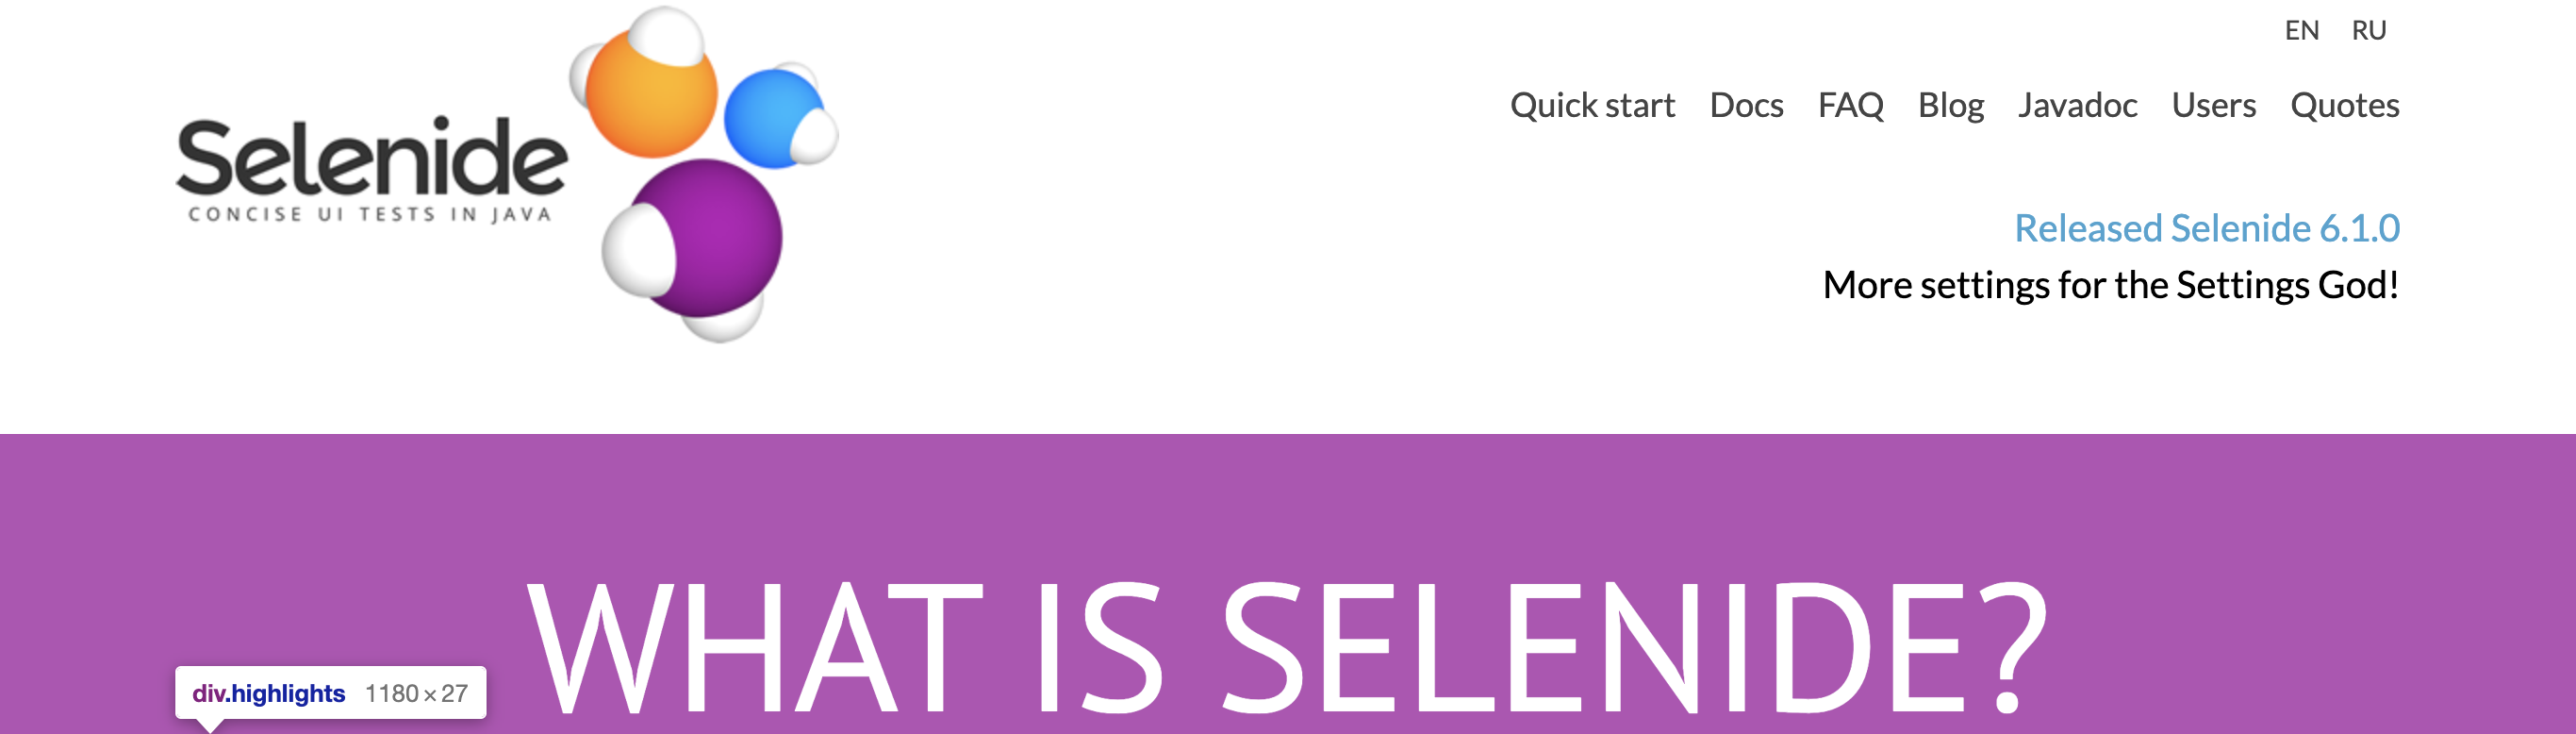 EN RU
Quick start Docs FAQ Blog Javadoc Users Quotes
Selenide
CONCISE UI TESTS IN JAVA
Released Selenide 6.1.0
More settings for the Settings God!
WHAT IS SELENIDE?
div.highlights 1180 × 27